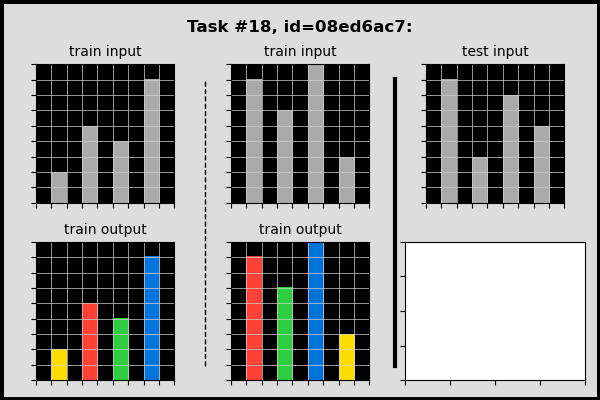 Task #18, id=08ed6ac7:
train input
train input
test input
train output
train output